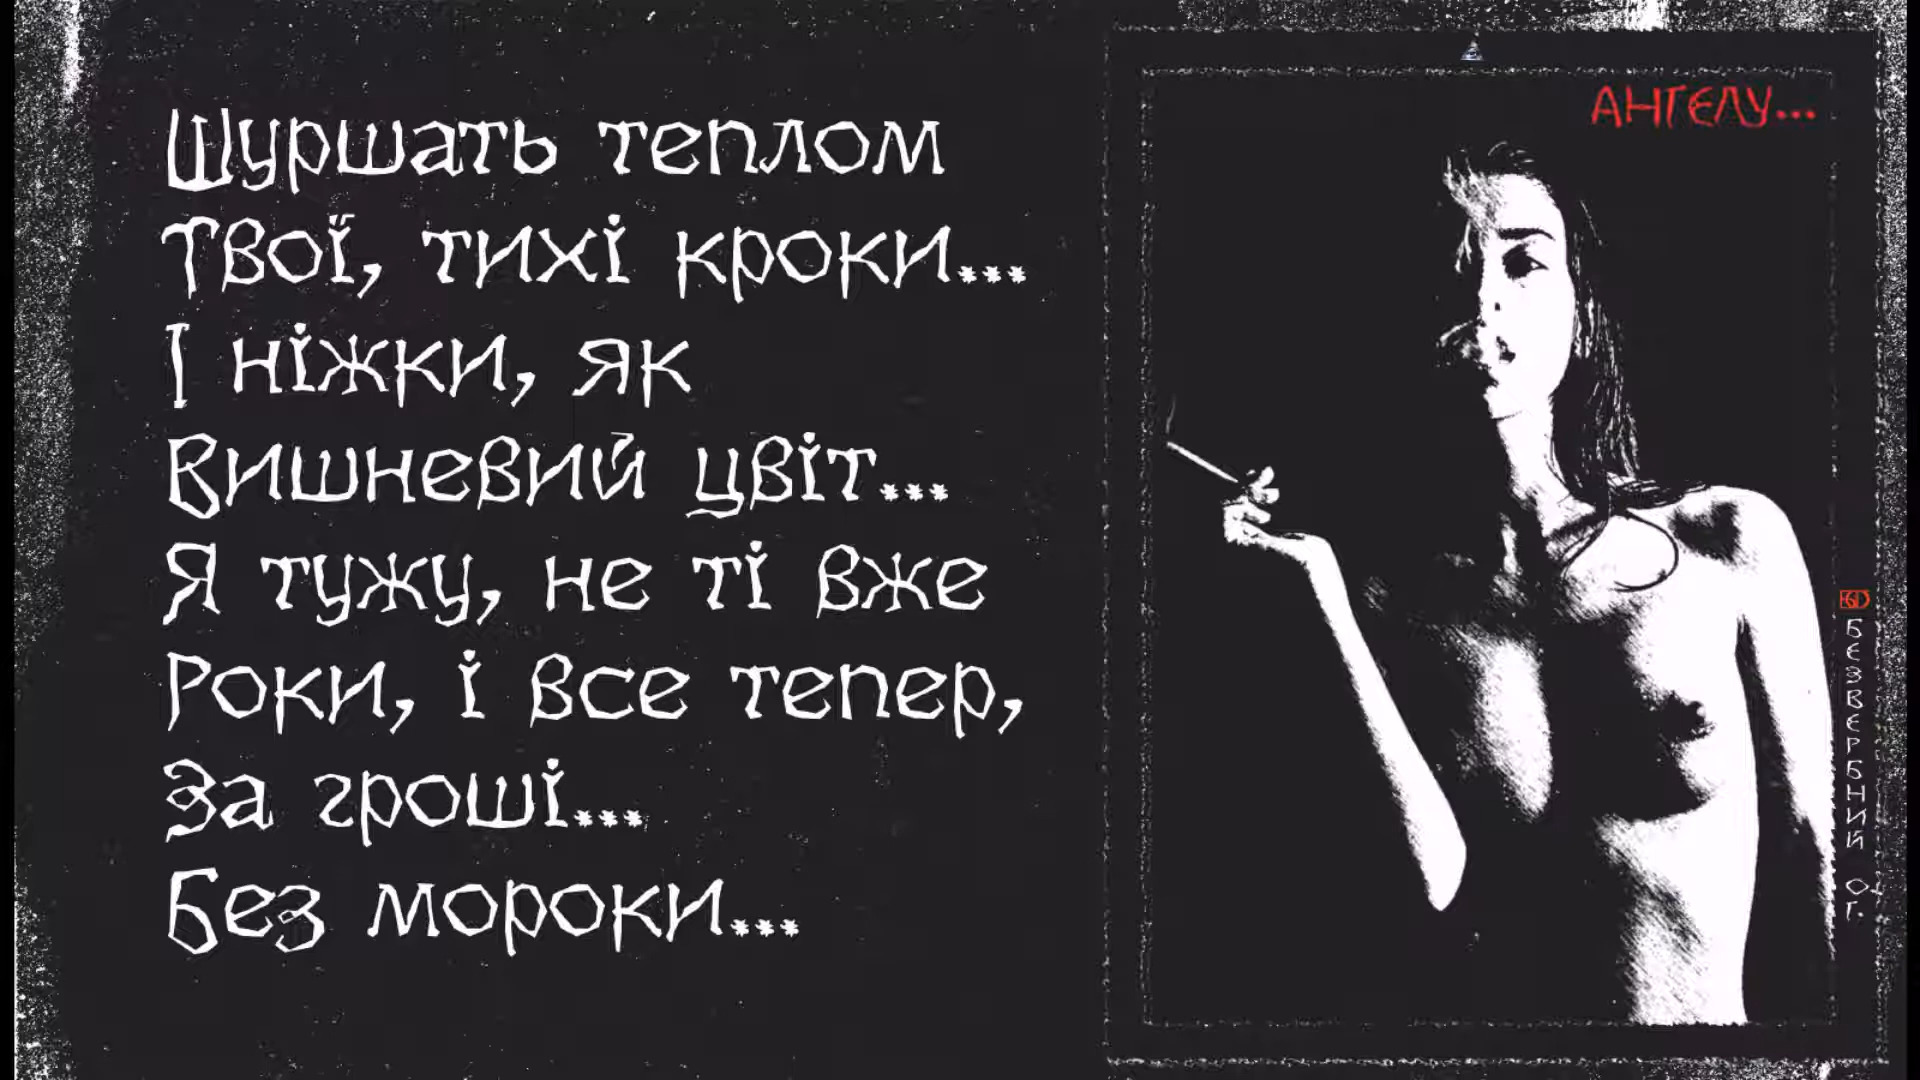 Шуршать теплом
Твої, тихі кроки...
І ніжки, як
Вишневий цвіт...
Я тужу, не ті вже
Роки, і все тепер,
За гроші...
Без мороки...
АНГЕЛУ...
БЕЗВЕРБНИЙ О.Г.